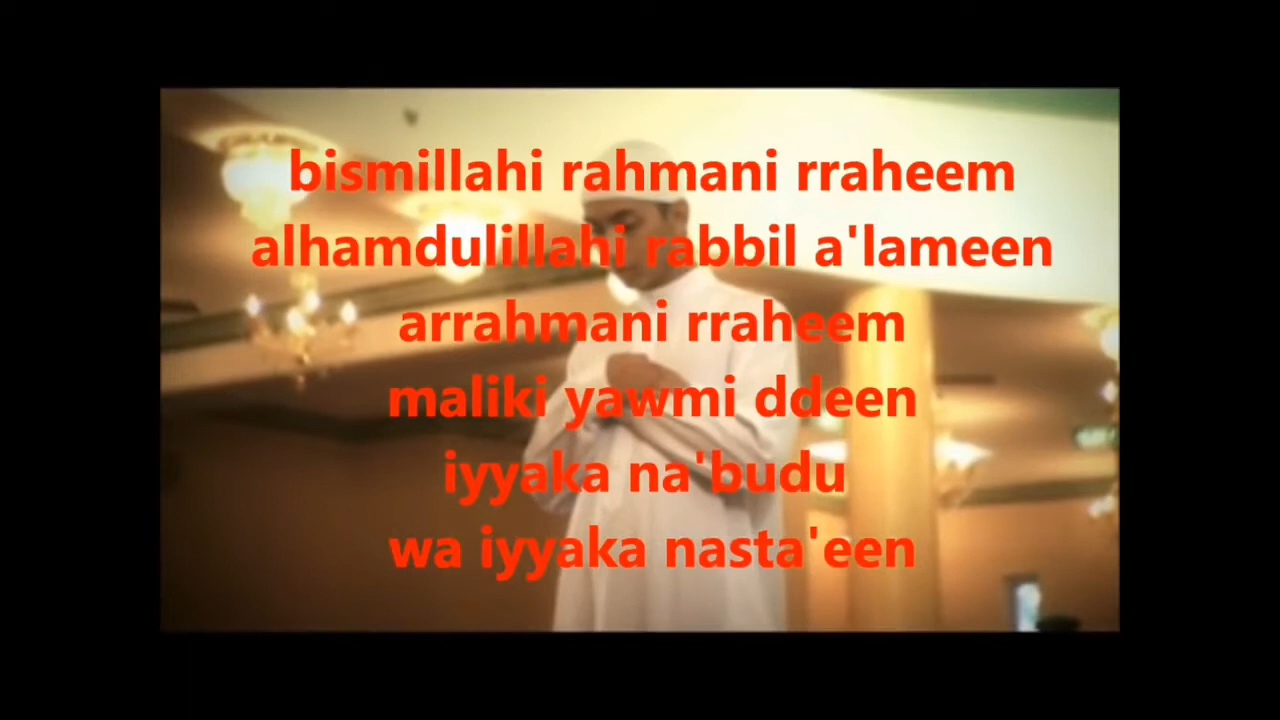 bismillahi rahmani rraheem
alhamdulillahi rabbil a'lameen
arrahmani rraheem
maliki yawmi ddeen
iyyaka na'budu
wa iyyaka nasta'een